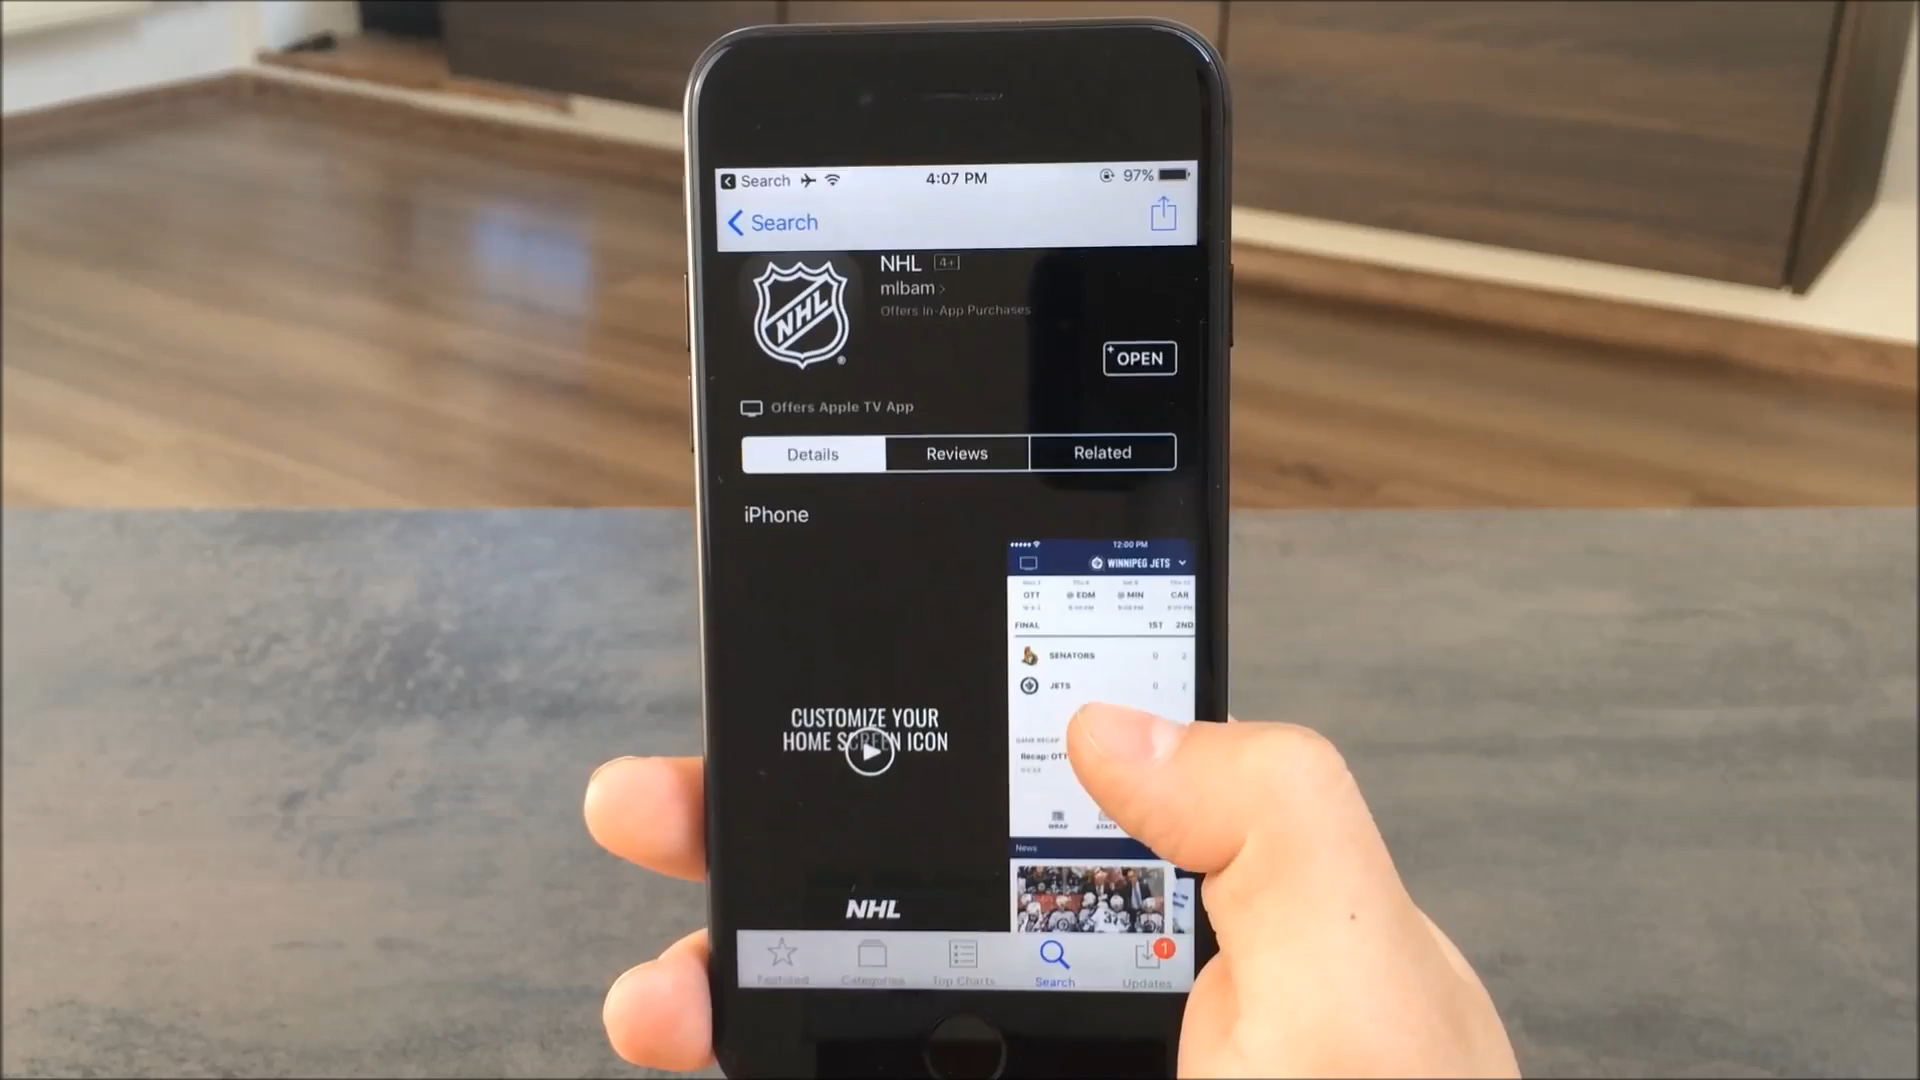 Search 4:07 PM 97%
Search
NHL 4+
mlbam
Offers In-App Purchases
NHL
+ OPEN
Offers Apple TV App
Details Reviews Related
iPhone
12:00 PM
WINNIPEG JETS
OTT @ EDM @ MIN CAR
FINAL 1ST 2ND
SENATORS 0 2
JETS 0 2
CUSTOMIZE YOUR
HOME SCREEN ICON
GAME RECAP
Recap: OTT
WRAP STATS
News
NHL
37
Featured Categories Top Charts Search Updates 1